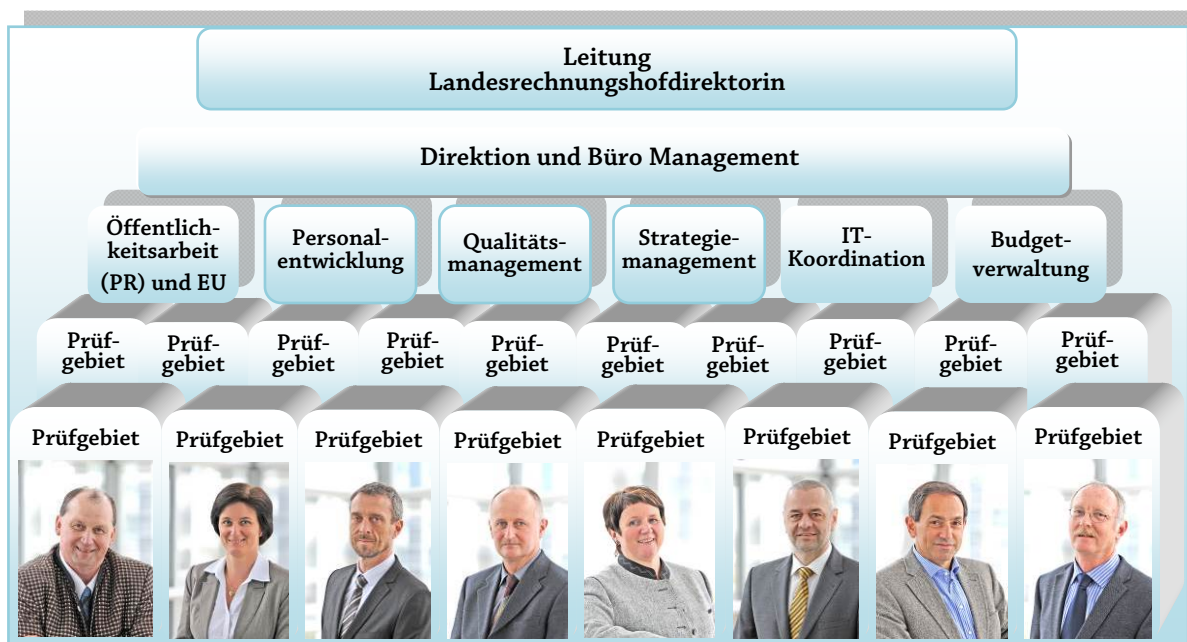 Leitung
Landesrechnungshofdirektorin
Direktion und Büro Management
Öffentlich-
keitsarbeit
(PR) und EU
Personal-
entwicklung
Qualitäts-
management
Strategie-
management
IT-
Koordination
Budget-
verwaltung
Prüf-
gebiet
Prüf-
gebiet
Prüf-
gebiet
Prüf-
gebiet
Prüf-
gebiet
Prüf-
gebiet
Prüf-
gebiet
Prüf-
gebiet
Prüf-
gebiet
Prüf-
gebiet
Prüfgebiet
Prüfgebiet
Prüfgebiet
Prüfgebiet
Prüfgebiet
Prüfgebiet
Prüfgebiet
Prüfgebiet